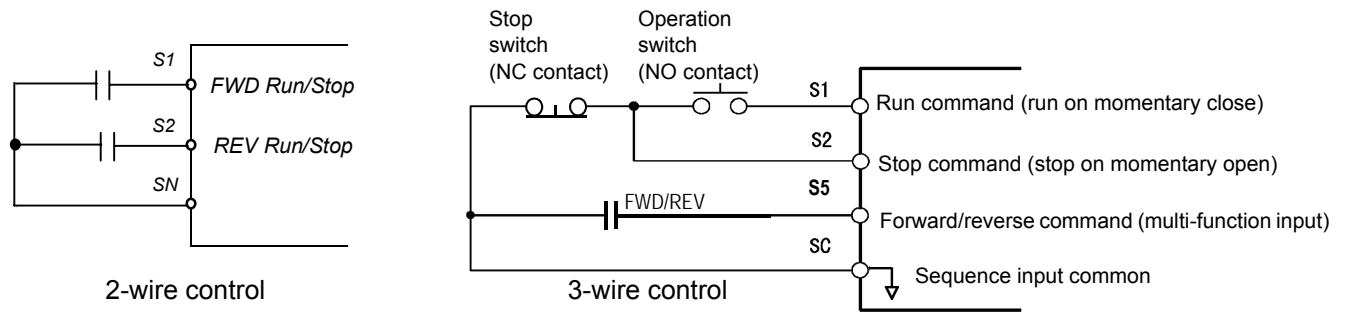 S1
FWD Run/Stop
S2
REV Run/Stop
SN
2-wire control
Stop
switch
(NC contact)
Operation
switch
(NO contact)
S1
Run command (run on momentary close)
S2
Stop command (stop on momentary open)
S5
FWD/REV
Forward/reverse command (multi-function input)
SC
Sequence input common
3-wire control